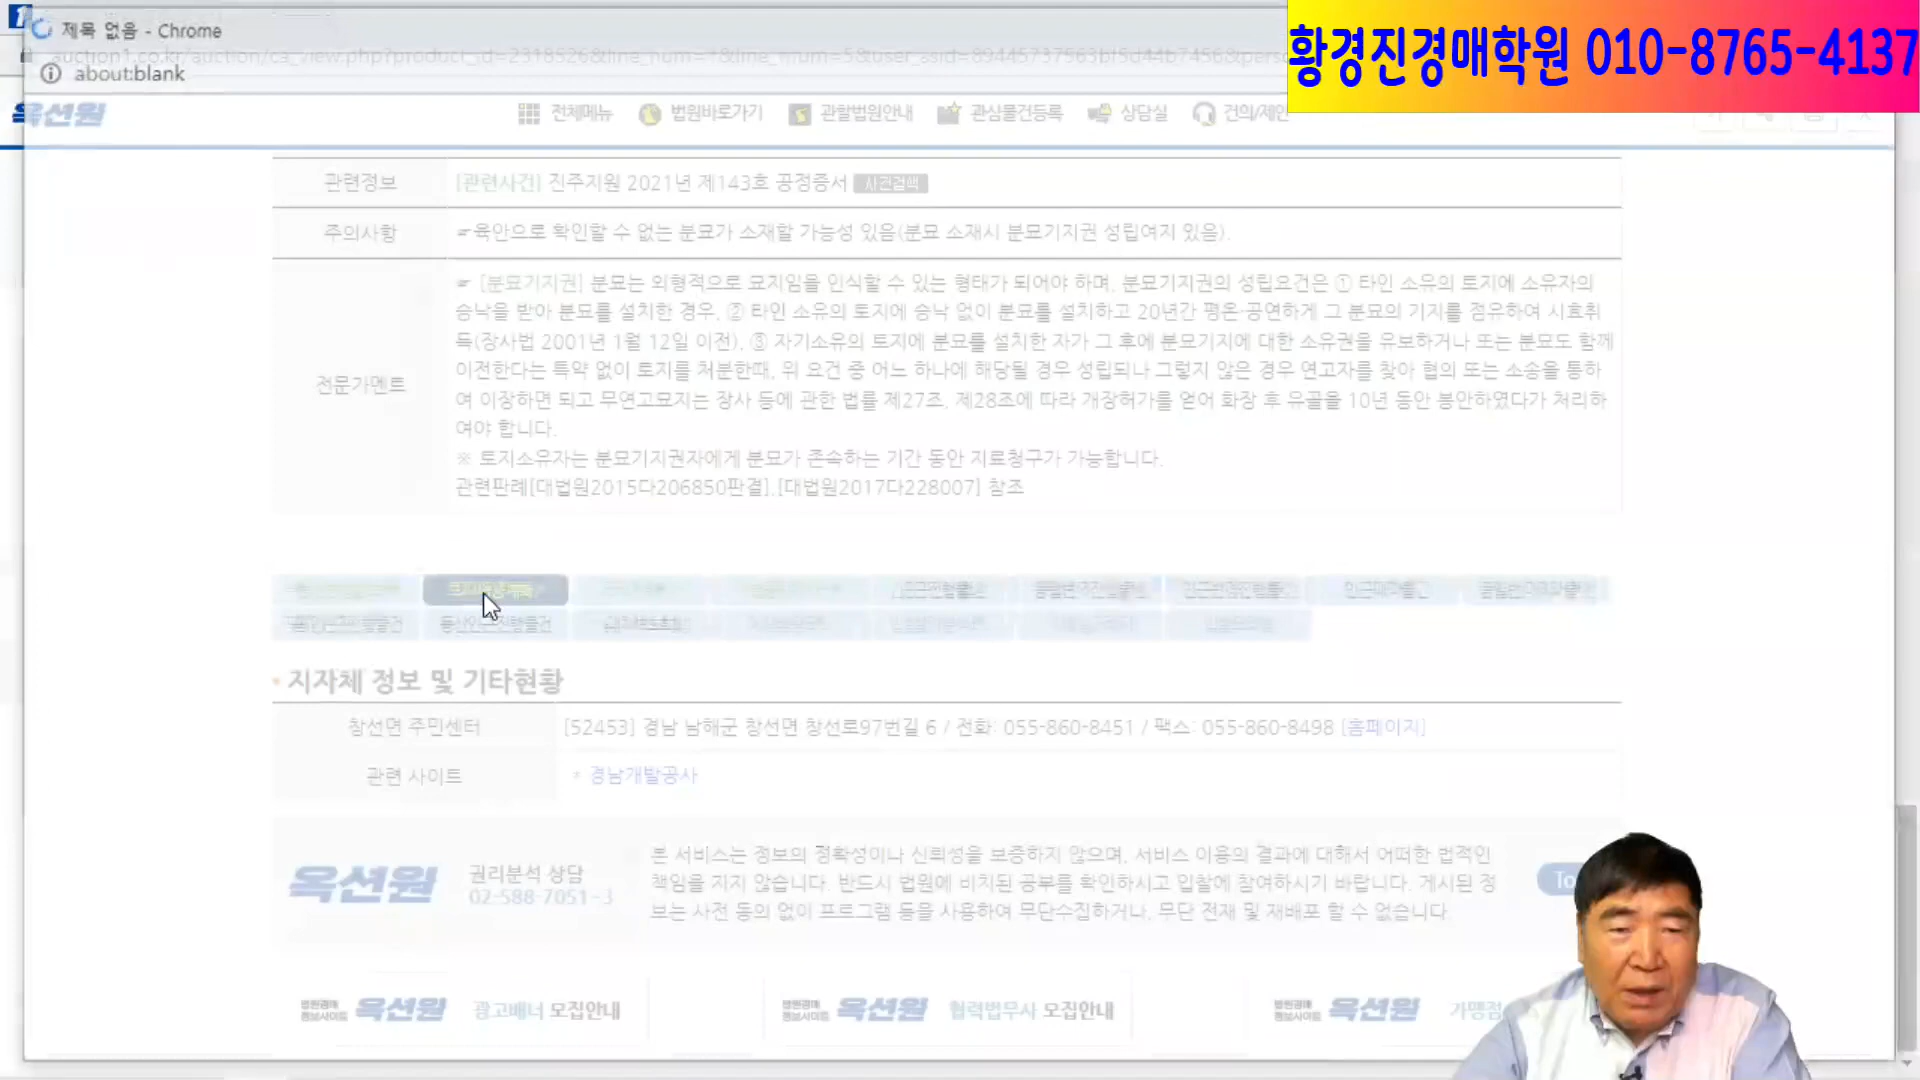 제목 없음 - Chrome
about:blank
황경진경매학원 010-8765-4137
옥션원
전체메뉴
법원바로가기
관할법원안내
관심물건등록
상담실
건의/제안
관련정보
[관련사건] 진주지원 2021년 제143호 공정증서 사건검색
주의사항
☞육안으로 확인할 수 없는 분묘가 소재할 가능성 있음(분묘 소재시 분묘기지권 성립여지 있음).
전문가멘트
☞ [분묘기지권] 분묘는 외형적으로 묘지임을 인식할 수 있는 형태가 되어야 하며, 분묘기지권의 성립요건은 ① 타인 소유의 토지에 소유자의
승낙을 받아 분묘를 설치한 경우, ② 타인 소유의 토지에 승낙 없이 분묘를 설치하고 20년간 평온·공연하게 그 분묘의 기지를 점유하여 시효취
득(장사법 2001년 1월 12일 이전), ③ 자기소유의 토지에 분묘를 설치한 자가 그 후에 분묘기지에 대한 소유권을 유보하거나 또는 분묘도 함께
이전한다는 특약 없이 토지를 처분한때, 위 요건 중 어느 하나에 해당될 경우 성립되나 그렇지 않은 경우 연고자를 찾아 협의 또는 소송을 통하
여 이장하면 되고 무연고묘지는 장사 등에 관한 법률 제27조, 제28조에 따라 개장허가를 얻어 화장 후 유골을 10년 동안 봉안하였다가 처리하
여야 합니다.
※ 토지소유자는 분묘기지권자에게 분묘가 존속하는 기간 동안 지료청구가 가능합니다.
관련판례[대법원2015다206850판결],[대법원2017다228007] 참조
지자체 정보 및 기타현황
창선면 주민센터
[52453] 경남 남해군 창선면 창선로97번길 6 / 전화: 055-860-8451 / 팩스: 055-860-8498 [홈페이지]
관련 사이트
* 경남개발공사
옥션원
권리분석 상담
02-588-7051~3
본 서비스는 정보의 정확성이나 신뢰성을 보증하지 않으며, 서비스 이용의 결과에 대해서 어떠한 법적인
책임을 지지 않습니다. 반드시 법원에 비치된 공부를 확인하시고 입찰에 참여하시기 바랍니다. 게시된 정
보는 사전 동의 없이 프로그램 등을 사용하여 무단수집하거나, 무단 전재 및 재배포 할 수 없습니다.
법원경매 정보사이트 옥션원 광고배너 모집안내
법원경매 정보사이트 옥션원 협력법무사 모집안내
법원경매 정보사이트 옥션원 가맹점